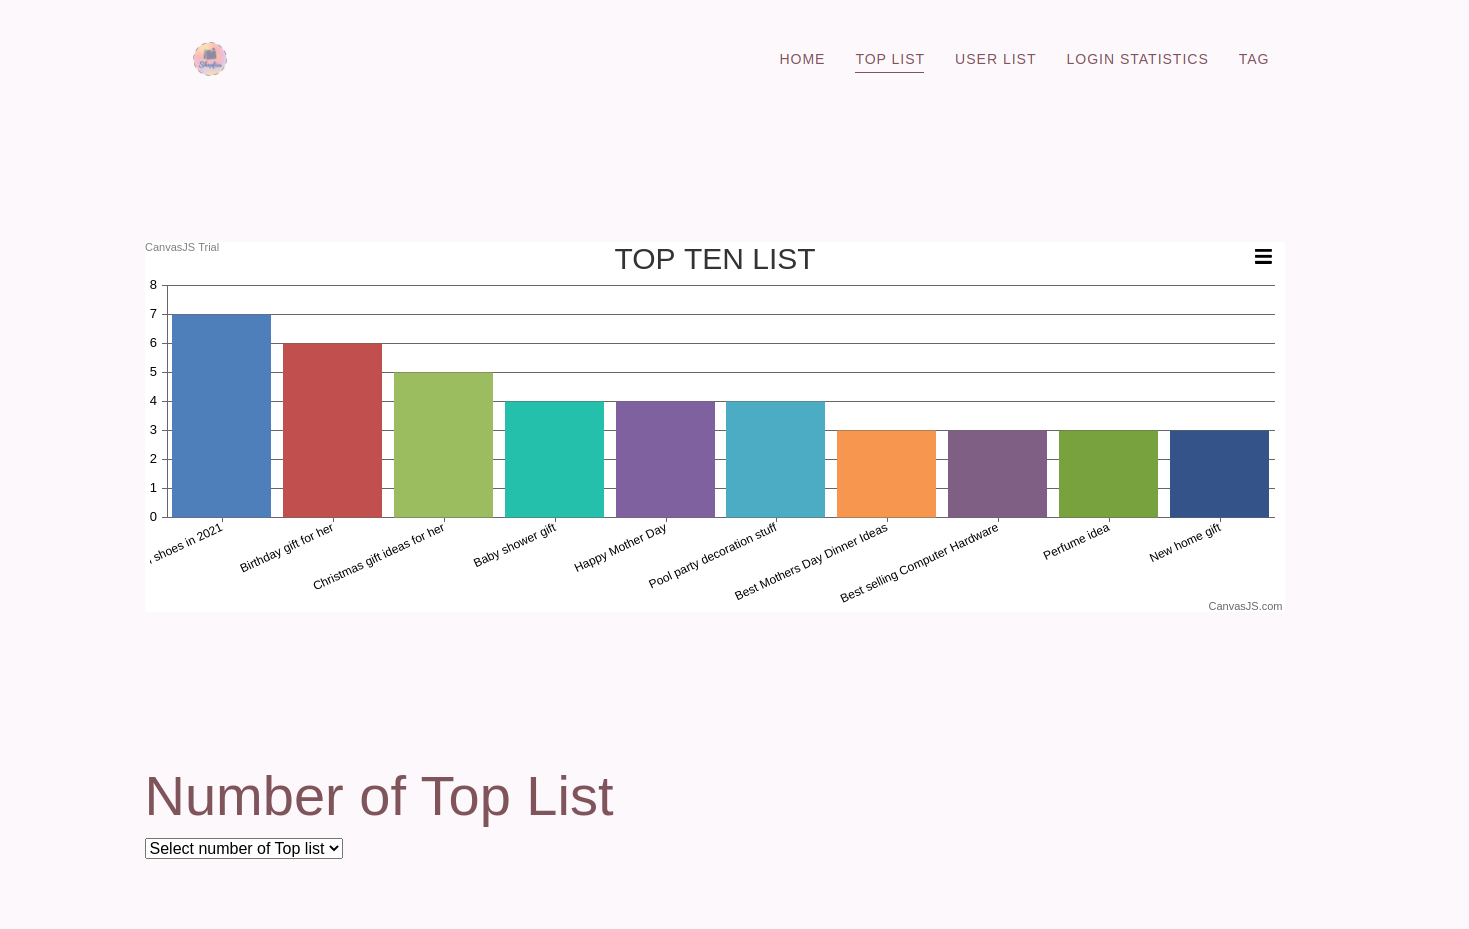 HOME TOP LIST USER LIST LOGIN STATISTICS TAG
CanvasJS Trial
TOP TEN LIST
8
7
6
5
4
3
2
1
0
shoes in 2021
Birthday gift for her
Christmas gift ideas for her
Baby shower gift
Happy Mother Day
Pool party decoration stuff
Best Mothers Day Dinner Ideas
Best selling Computer Hardware
Perfume idea
New home gift
CanvasJS.com
Number of Top List
Select number of Top list